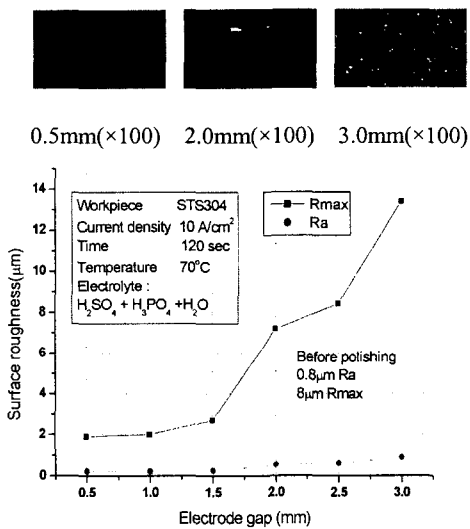 0.5mm(×100) 2.0mm(×100) 3.0mm(×100)
14
12
10
8
6
4
2
0
Surface roughness(μm)
Workpiece STS304
Current density 10 A/cm²
Time 120 sec
Temperature 70°C
Electrolyte :
H₂SO₄ + H₃PO₄ +H₂O
Rmax
Ra
Before polishing
0.8μm Ra
8μm Rmax
0.5 1.0 1.5 2.0 2.5 3.0
Electrode gap (mm)